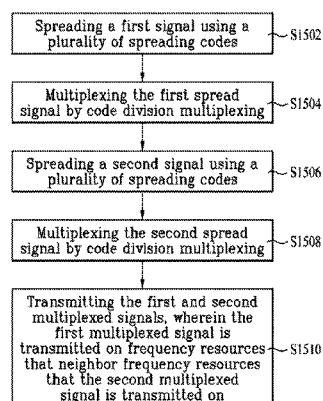 Spreading a first signal using a
plurality of spreading codes
S1502
Multiplexing the first spread
signal by code division multiplexing
S1504
Spreading a second signal using a
plurality of spreading codes
S1506
Multiplexing the second spread
signal by code division multiplexing
S1508
Transmitting the first and second
multiplexed signals, wherein the
first multiplexed signal is
transmitted on frequency resources
that neighbor frequency resources
that the second multiplexed
signal is transmitted on
S1510